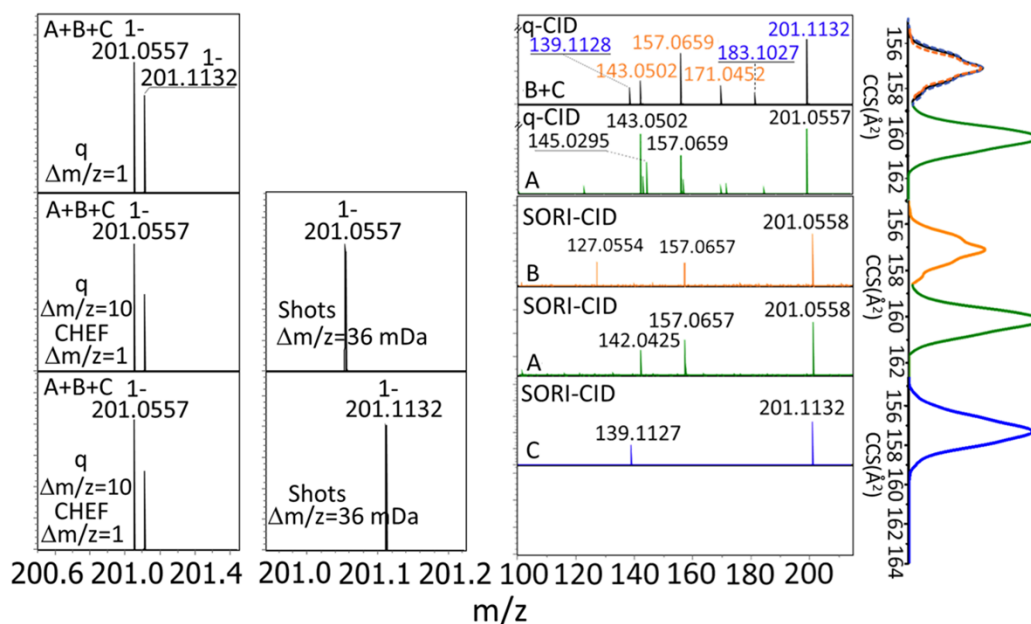 A+B+C 1-
201.0557
1-
201.1132
q
Δm/z=1
A+B+C 1-
201.0557
q
Δm/z=10
CHEF
Δm/z=1
A+B+C 1-
201.0557
q
Δm/z=10
CHEF
Δm/z=1
200.6 201.0 201.4
1-
201.0557
Shots
Δm/z=36 mDa
1-
201.1132
Shots
Δm/z=36 mDa
201.0 201.1 201.2
q-CID
139.1128
157.0659
183.1027
201.1132
143.0502
171.0452
B+C
q-CID
143.0502
201.0557
145.0295
157.0659
A
SORI-CID
201.0558
127.0554
157.0657
B
SORI-CID
201.0558
157.0657
142.0425
A
SORI-CID
201.1132
139.1127
C
100 120 140 160 180 200
m/z
156 158 160 162
CCS(Å²)
156 158 160 162
CCS(Å²)
156 158 160 162 164
CCS(Å²)